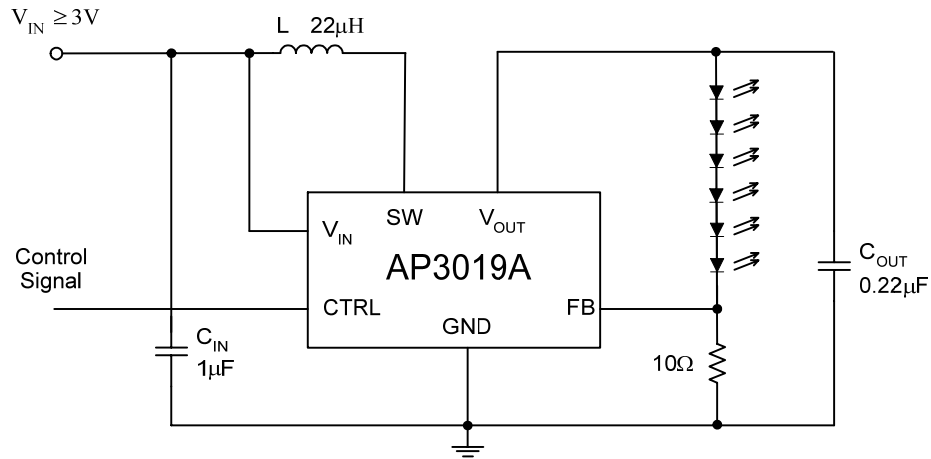 V_IN ≥ 3V
L 22μH
V_IN
SW
V_OUT
AP3019A
Control
Signal
CTRL
FB
GND
C_IN
1μF
10Ω
C_OUT
0.22μF